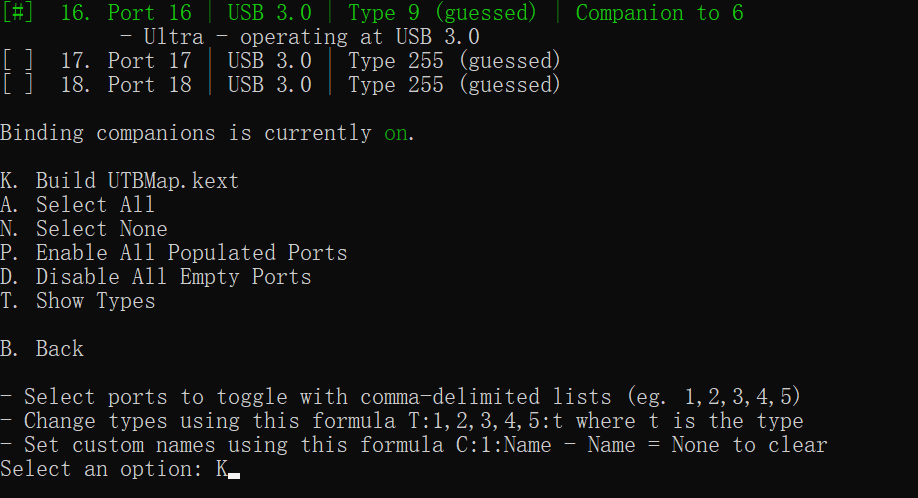 [#]  16. Port 16 | USB 3.0 | Type 9 (guessed) | Companion to 6
- Ultra - operating at USB 3.0
[ ]  17. Port 17 | USB 3.0 | Type 255 (guessed)
[ ]  18. Port 18 | USB 3.0 | Type 255 (guessed)
Binding companions is currently on.
K. Build UTBMap.kext
A. Select All
N. Select None
P. Enable All Populated Ports
D. Disable All Empty Ports
T. Show Types
B. Back
- Select ports to toggle with comma-delimited lists (eg. 1,2,3,4,5)
- Change types using this formula T:1,2,3,4,5:t where t is the type
- Set custom names using this formula C:1:Name - Name = None to clear
Select an option: K